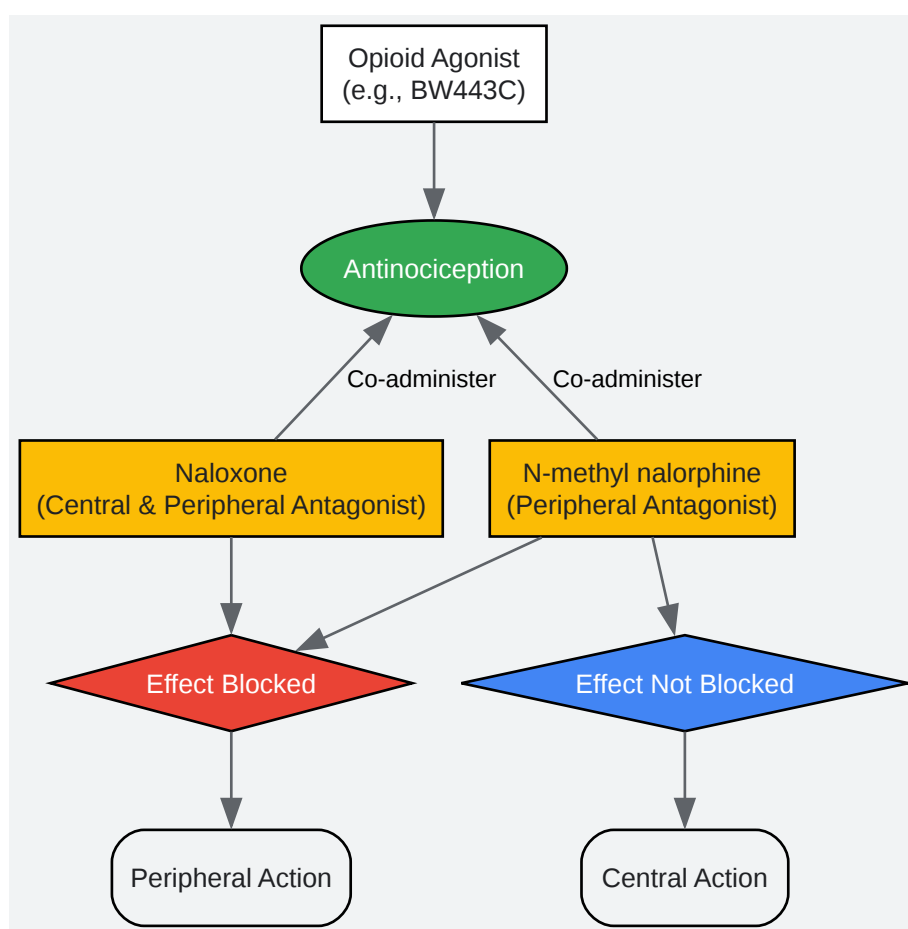 Opioid Agonist
(e.g., BW443C)
Antinociception
Co-administer
Co-administer
Naloxone
(Central & Peripheral Antagonist)
N-methyl nalorphine
(Peripheral Antagonist)
Effect Blocked
Effect Not Blocked
Peripheral Action
Central Action